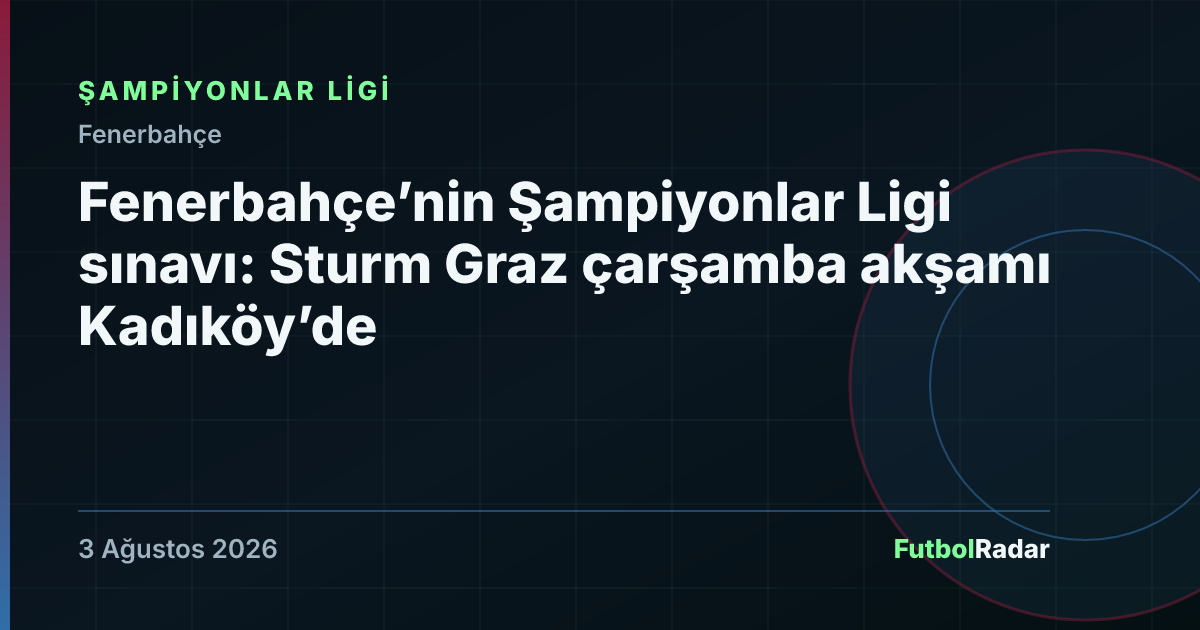 ŞAMPİYONLAR LİGİ
Fenerbahçe
Fenerbahçe’nin Şampiyonlar Ligi
sınavı: Sturm Graz çarşamba akşamı
Kadıköy’de
3 Ağustos 2026
FutbolRadar